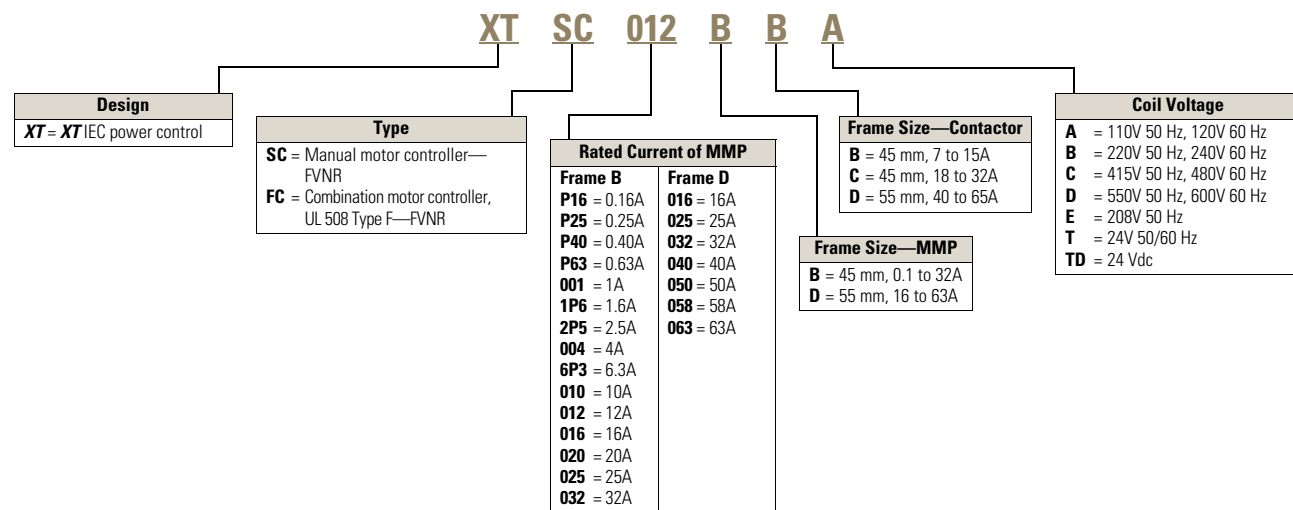 XT SC 012 B B A
Design
XT = XT IEC power control
Type
SC = Manual motor controller—
FVNR
FC = Combination motor controller,
UL 508 Type F—FVNR
Rated Current of MMP
Frame B
P16 = 0.16A
P25 = 0.25A
P40 = 0.40A
P63 = 0.63A
001 = 1A
1P6 = 1.6A
2P5 = 2.5A
004 = 4A
6P3 = 6.3A
010 = 10A
012 = 12A
016 = 16A
020 = 20A
025 = 25A
032 = 32A
Frame D
016 = 16A
025 = 25A
032 = 32A
040 = 40A
050 = 50A
058 = 58A
063 = 63A
Frame Size—MMP
B = 45 mm, 0.1 to 32A
D = 55 mm, 16 to 63A
Frame Size—Contactor
B = 45 mm, 7 to 15A
C = 45 mm, 18 to 32A
D = 55 mm, 40 to 65A
Coil Voltage
A = 110V 50 Hz, 120V 60 Hz
B = 220V 50 Hz, 240V 60 Hz
C = 415V 50 Hz, 480V 60 Hz
D = 550V 50 Hz, 600V 60 Hz
E = 208V 50 Hz
T = 24V 50/60 Hz
TD = 24 Vdc